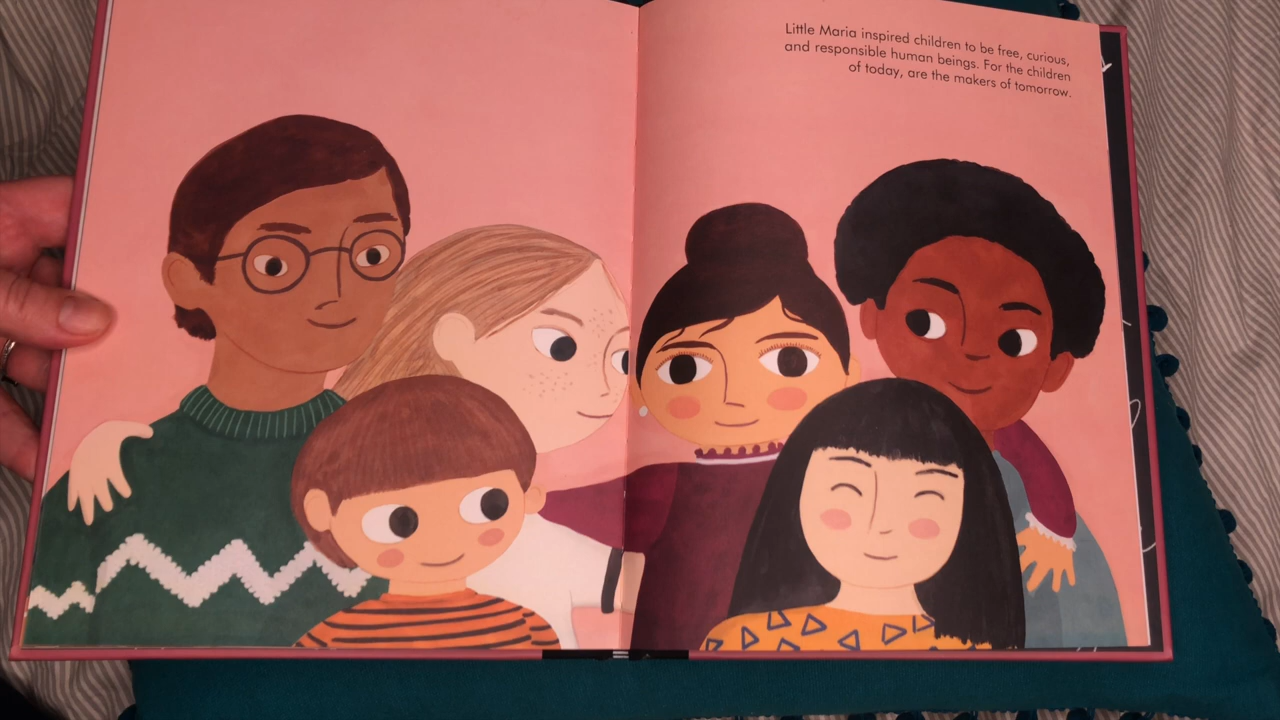 Little Maria inspired children to be free, curious,
and responsible human beings. For the children
of today, are the makers of tomorrow.